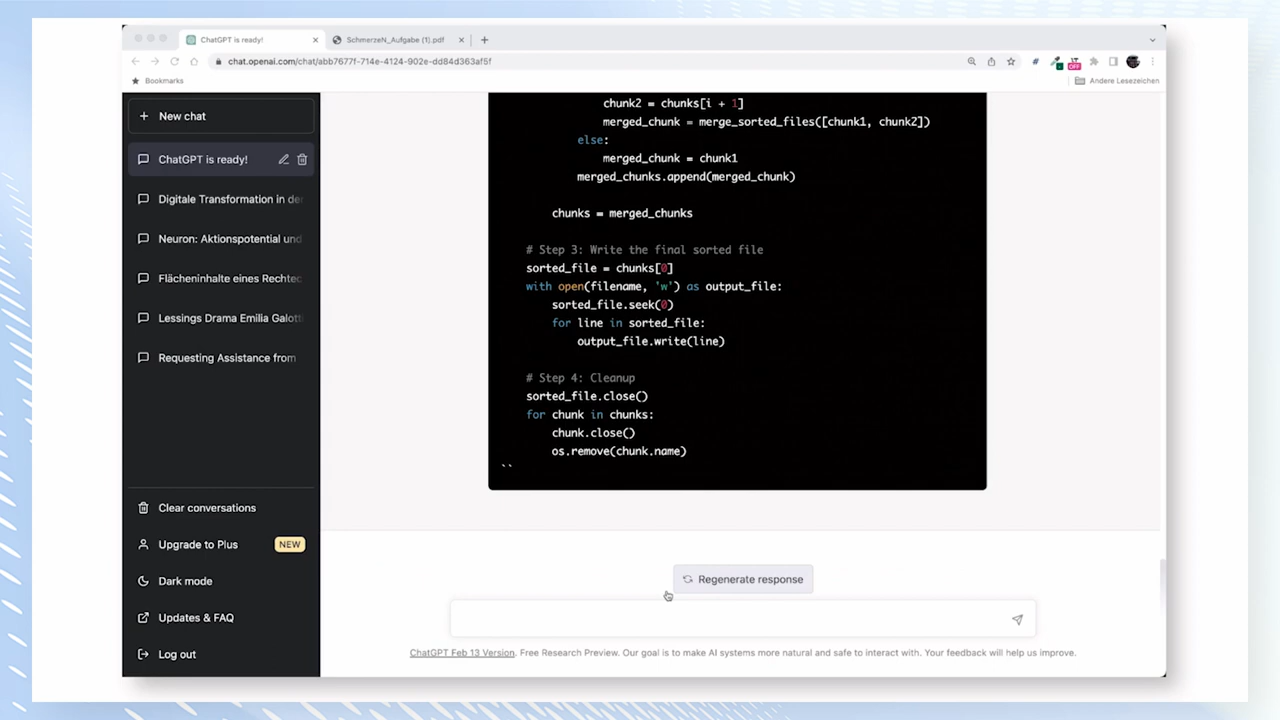 ChatGPT is ready!
SchmerzeN_Aufgabe (1).pdf
chat.openai.com/chat/abb7677f-714e-4124-902e-dd84d363af5f
OFF
Bookmarks
Andere Lesezeichen
New chat
ChatGPT is ready!
Digitale Transformation in der
Neuron: Aktionspotential und
Flächeninhalte eines Rechtec
Lessings Drama Emilia Galott
Requesting Assistance from
Clear conversations
Upgrade to Plus NEW
Dark mode
Updates & FAQ
Log out
chunk2 = chunks[i + 1]
merged_chunk = merge_sorted_files([chunk1, chunk2])
else:
merged_chunk = chunk1
merged_chunks.append(merged_chunk)
chunks = merged_chunks
# Step 3: Write the final sorted file
sorted_file = chunks[0]
with open(filename, 'w') as output_file:
sorted_file.seek(0)
for line in sorted_file:
output_file.write(line)
# Step 4: Cleanup
sorted_file.close()
for chunk in chunks:
chunk.close()
os.remove(chunk.name)
``
Regenerate response
ChatGPT Feb 13 Version. Free Research Preview. Our goal is to make AI systems more natural and safe to interact with. Your feedback will help us improve.